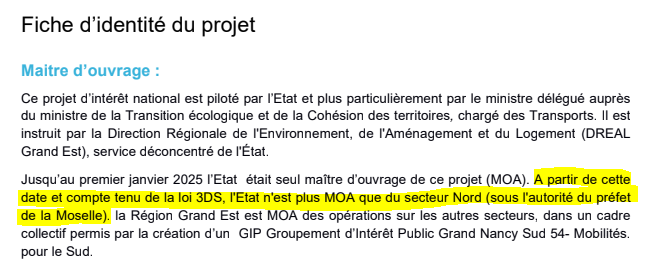 Fiche d'identité du projet
Maitre d'ouvrage :
Ce projet d'intérêt national est piloté par l'Etat et plus particulièrement par le ministre délégué auprès
du ministre de la Transition écologique et de la Cohésion des territoires, chargé des Transports. Il est
instruit par la Direction Régionale de l'Environnement, de l'Aménagement et du Logement (DREAL
Grand Est), service déconcentré de l'État.
Jusqu'au premier janvier 2025 l'Etat était seul maître d'ouvrage de ce projet (MOA). A partir de cette
date et compte tenu de la loi 3DS, l'Etat n'est plus MOA que du secteur Nord (sous l'autorité du préfet
de la Moselle). la Région Grand Est est MOA des opérations sur les autres secteurs, dans un cadre
collectif permis par la création d'un GIP Groupement d'Intérêt Public Grand Nancy Sud 54- Mobilités.
pour le Sud.